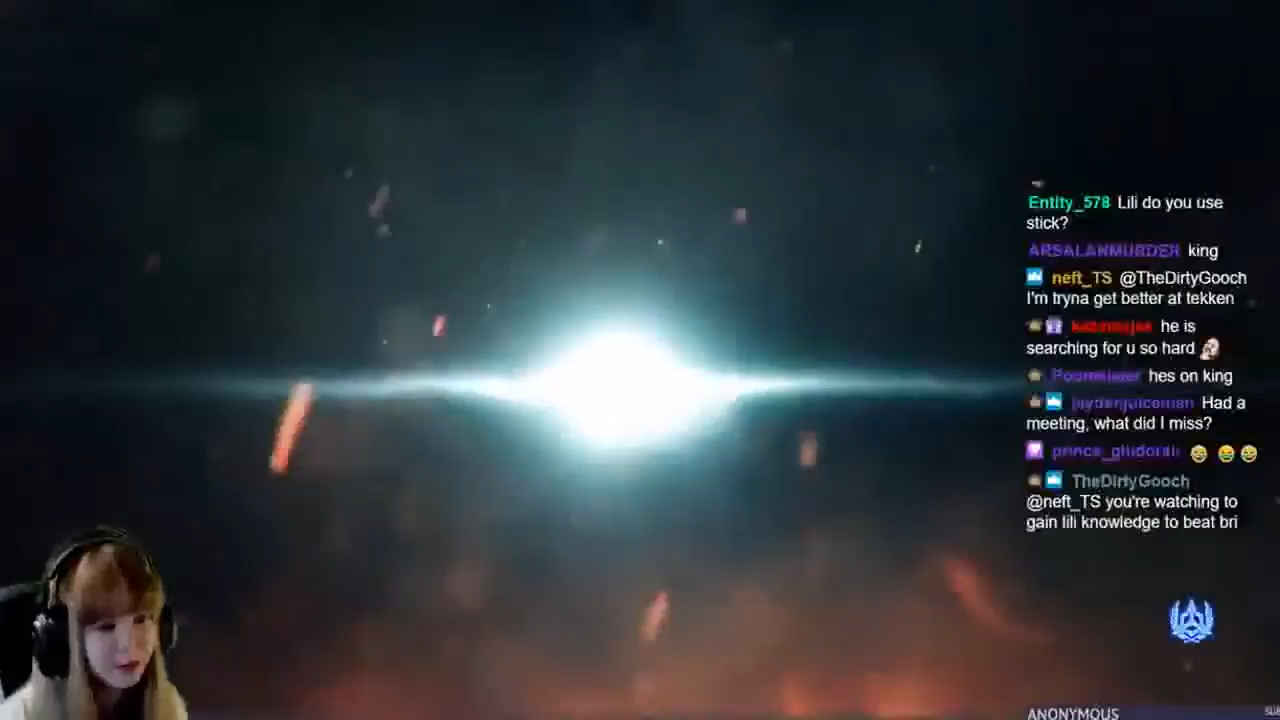 Entity_578 Lili do you use
stick?
ARSALANMURDER king
neft_TS @TheDirtyGooch
I'm tryna get better at tekken
he is
searching for u so hard
hes on king
Had a
meeting, what did I miss?
TheDirtyGooch
@neft_TS you're watching to
gain lili knowledge to beat bri
ANONYMOUS